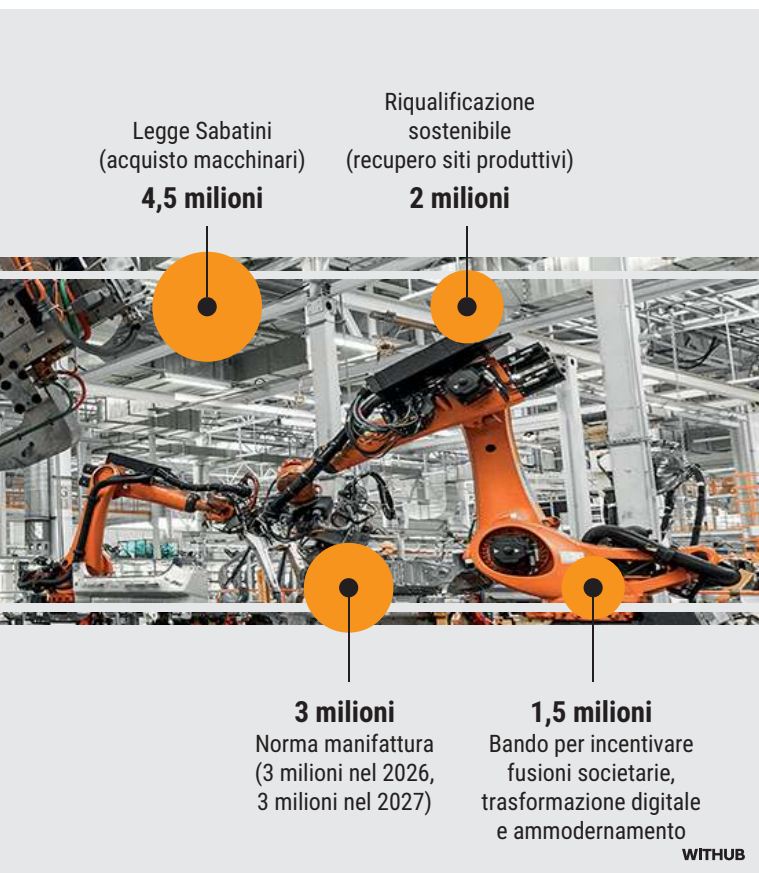 Legge Sabatini
(acquisto macchinari)
4,5 milioni
Riqualificazione
sostenibile
(recupero siti produttivi)
2 milioni
3 milioni
Norma manifattura
(3 milioni nel 2026,
3 milioni nel 2027)
1,5 milioni
Bando per incentivare
fusioni societarie,
trasformazione digitale
e ammodernamento
WITHUB